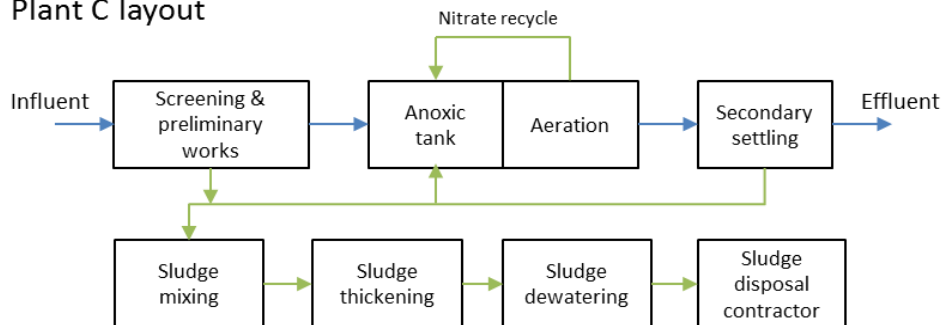 Plant C layout
Nitrate recycle
Influent
Screening &
preliminary
works
Anoxic
tank
Aeration
Secondary
settling
Effluent
Sludge
mixing
Sludge
thickening
Sludge
dewatering
Sludge
disposal
contractor